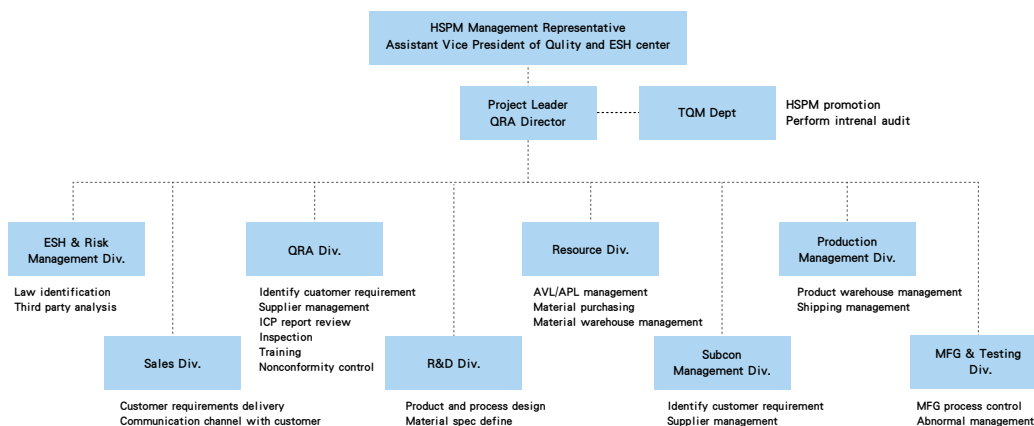 HSPM Management Representative
Assistant Vice President of Qulity and ESH center
Project Leader
QRA Director
TQM Dept
HSPM promotion
Perform intrenal audit
ESH & Risk
Management Div.
Law identification
Third party analysis
Sales Div.
Customer requirements delivery
Communication channel with customer
QRA Div.
Identify customer requirement
Supplier management
ICP report review
Inspection
Training
Nonconformity control
R&D Div.
Product and process design
Material spec define
Resource Div.
AVL/APL management
Material purchasing
Material warehouse management
Subcon
Management Div.
Identify customer requirement
Supplier management
Production
Management Div.
Product warehouse management
Shipping management
MFG & Testing
Div.
MFG process control
Abnormal management